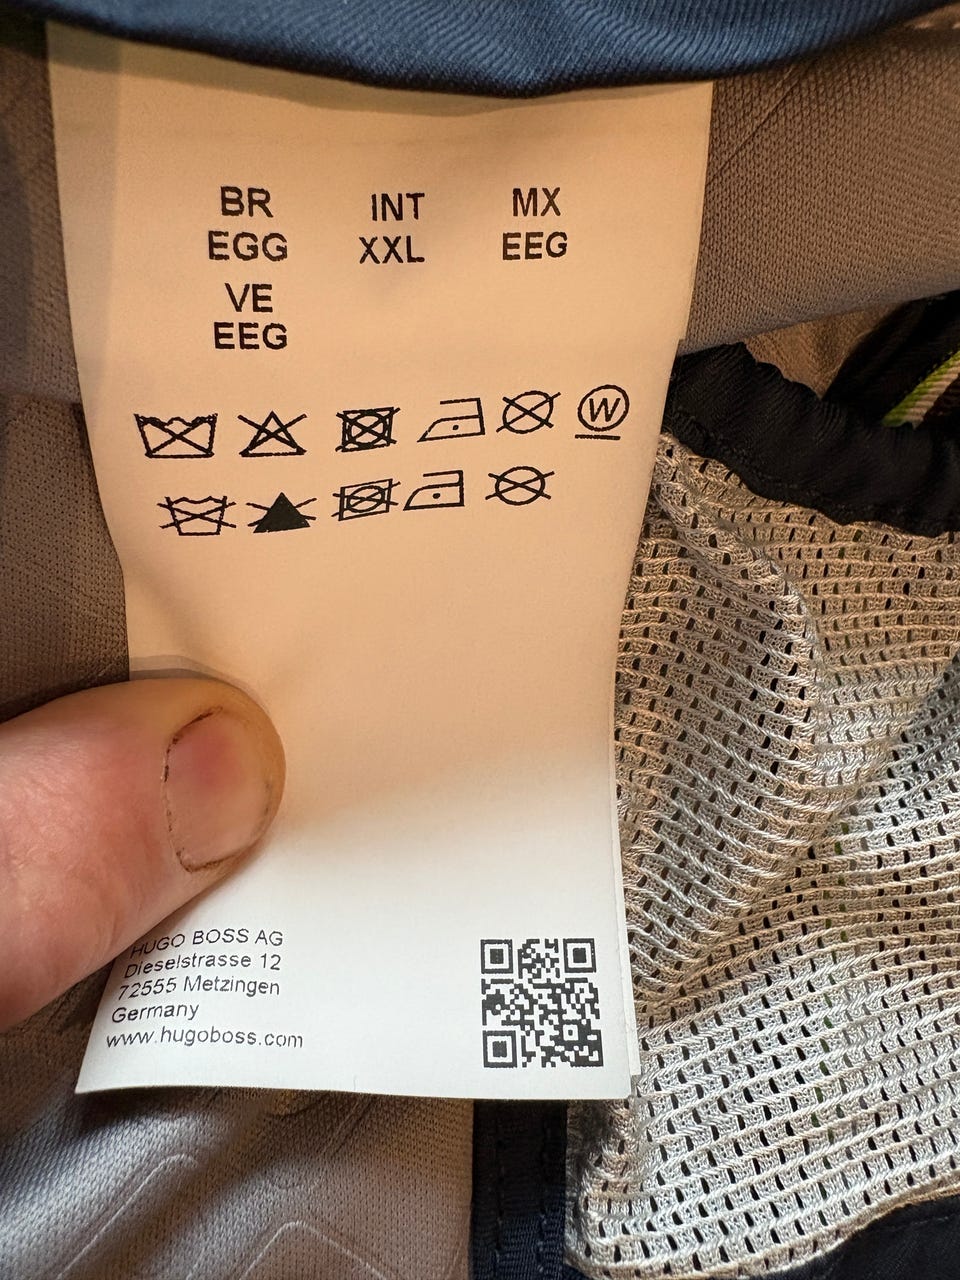 BR INT MX
EGG XXL EEG
VE
EEG
W
HUGO BOSS AG
Dieselstrasse 12
72555 Metzingen
Germany
www.hugoboss.com